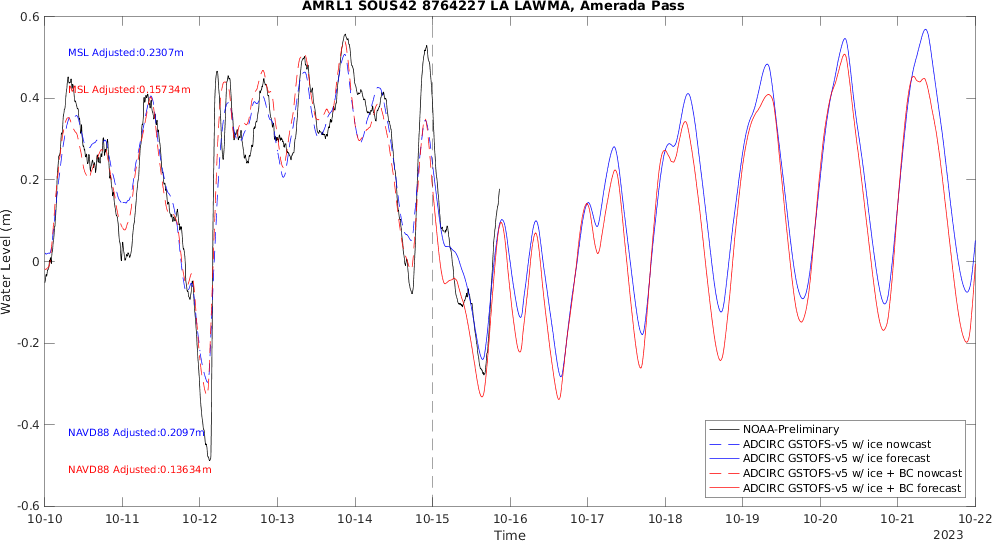 AMRL1 SOUS42 8764227 LA LAWMA, Amerada Pass
0.6
0.4
0.2
0
-0.2
-0.4
-0.6
Water Level (m)
MSL Adjusted:0.2307m
MSL Adjusted:0.15734m
NAVD88 Adjusted:0.2097m
NAVD88 Adjusted:0.13634m
NOAA-Preliminary
ADCIRC GSTOFS-v5 w/ ice nowcast
ADCIRC GSTOFS-v5 w/ ice forecast
ADCIRC GSTOFS-v5 w/ ice + BC nowcast
ADCIRC GSTOFS-v5 w/ ice + BC forecast
10-10 10-11 10-12 10-13 10-14 10-15 10-16 10-17 10-18 10-19 10-20 10-21 10-22
Time
2023